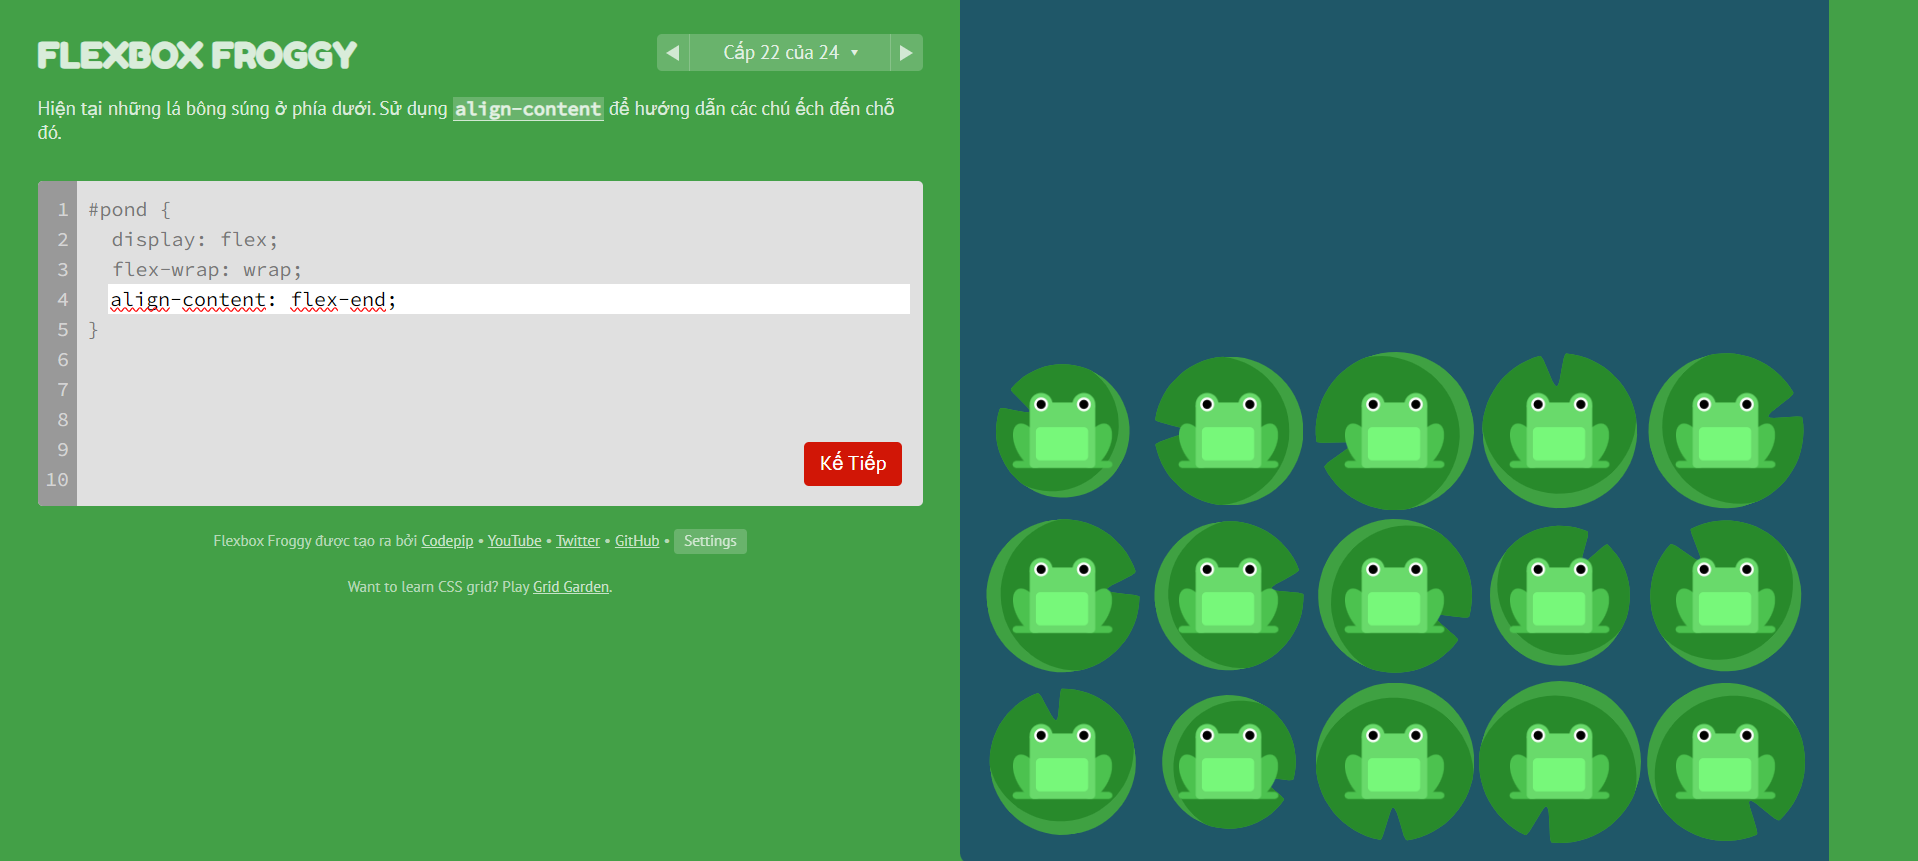 FLEXBOX FROGGY
Cấp 22 của 24
Hiện tại những lá bông súng ở phía dưới. Sử dụng align-content để hướng dẫn các chú ếch đến chỗ
đó.
1 #pond {
2 display: flex;
3 flex-wrap: wrap;
4 align-content: flex-end;
5 }
6
7
8
9
10
Kế Tiếp
Flexbox Froggy được tạo ra bởi Codepip • YouTube • Twitter • GitHub • Settings
Want to learn CSS grid? Play Grid Garden.